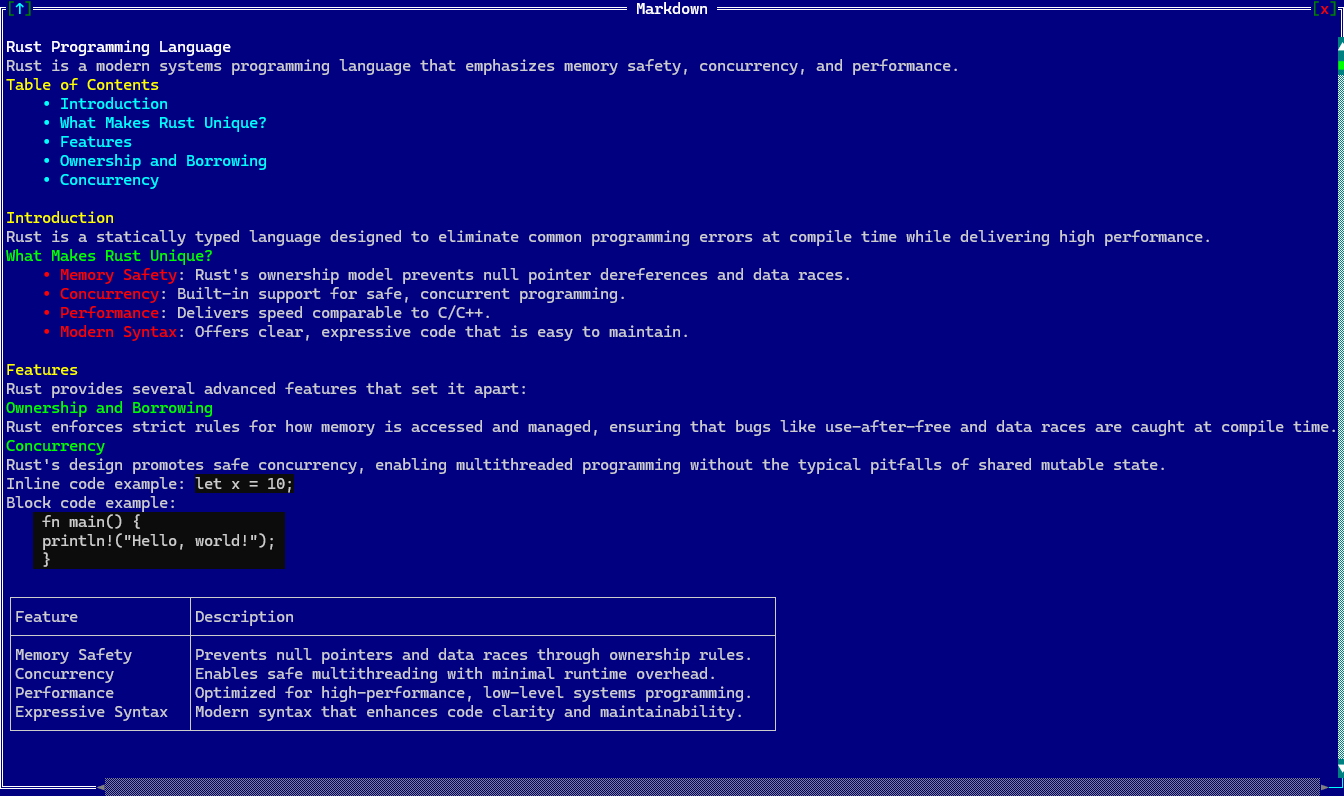 [↑] Markdown [x]
Rust Programming Language
Rust is a modern systems programming language that emphasizes memory safety, concurrency, and performance.
Table of Contents
• Introduction
• What Makes Rust Unique?
• Features
• Ownership and Borrowing
• Concurrency
Introduction
Rust is a statically typed language designed to eliminate common programming errors at compile time while delivering high performance.
What Makes Rust Unique?
• Memory Safety: Rust's ownership model prevents null pointer dereferences and data races.
• Concurrency: Built-in support for safe, concurrent programming.
• Performance: Delivers speed comparable to C/C++.
• Modern Syntax: Offers clear, expressive code that is easy to maintain.
Features
Rust provides several advanced features that set it apart:
Ownership and Borrowing
Rust enforces strict rules for how memory is accessed and managed, ensuring that bugs like use-after-free and data races are caught at compile time.
Concurrency
Rust's design promotes safe concurrency, enabling multithreaded programming without the typical pitfalls of shared mutable state.
Inline code example: let x = 10;
Block code example:
fn main() {
println!("Hello, world!");
}
Feature Description
Memory Safety Prevents null pointers and data races through ownership rules.
Concurrency Enables safe multithreading with minimal runtime overhead.
Performance Optimized for high-performance, low-level systems programming.
Expressive Syntax Modern syntax that enhances code clarity and maintainability.